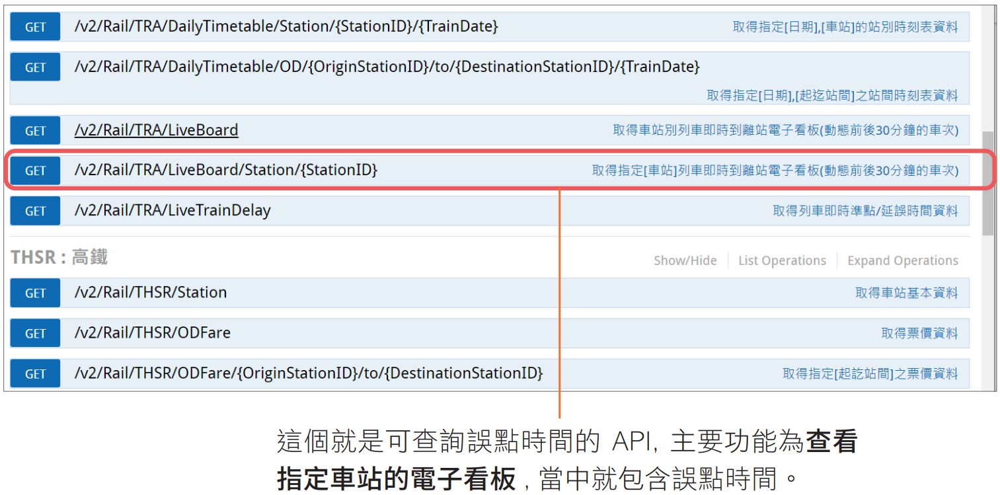 GET /v2/Rail/TRA/DailyTimetable/Station/{StationID}/{TrainDate} 取得指定[日期],[車站]的站別時刻表資料
GET /v2/Rail/TRA/DailyTimetable/OD/{OriginStationID}/to/{DestinationStationID}/{TrainDate}
取得指定[日期],[起迄站間]之站間時刻表資料
GET /v2/Rail/TRA/LiveBoard 取得車站別列車即時到離站電子看板(動態前後30分鐘的車次)
GET /v2/Rail/TRA/LiveBoard/Station/{StationID} 取得指定[車站]列車即時到離站電子看板(動態前後30分鐘的車次)
GET /v2/Rail/TRA/LiveTrainDelay 取得列車即時準點/延誤時間資料
THSR : 高鐵 Show/Hide List Operations Expand Operations
GET /v2/Rail/THSR/Station 取得車站基本資料
GET /v2/Rail/THSR/ODFare 取得票價資料
GET /v2/Rail/THSR/ODFare/{OriginStationID}/to/{DestinationStationID} 取得指定[起訖站間]之票價資料
這個就是可查詢誤點時間的 API, 主要功能為查看
指定車站的電子看板 , 當中就包含誤點時間。